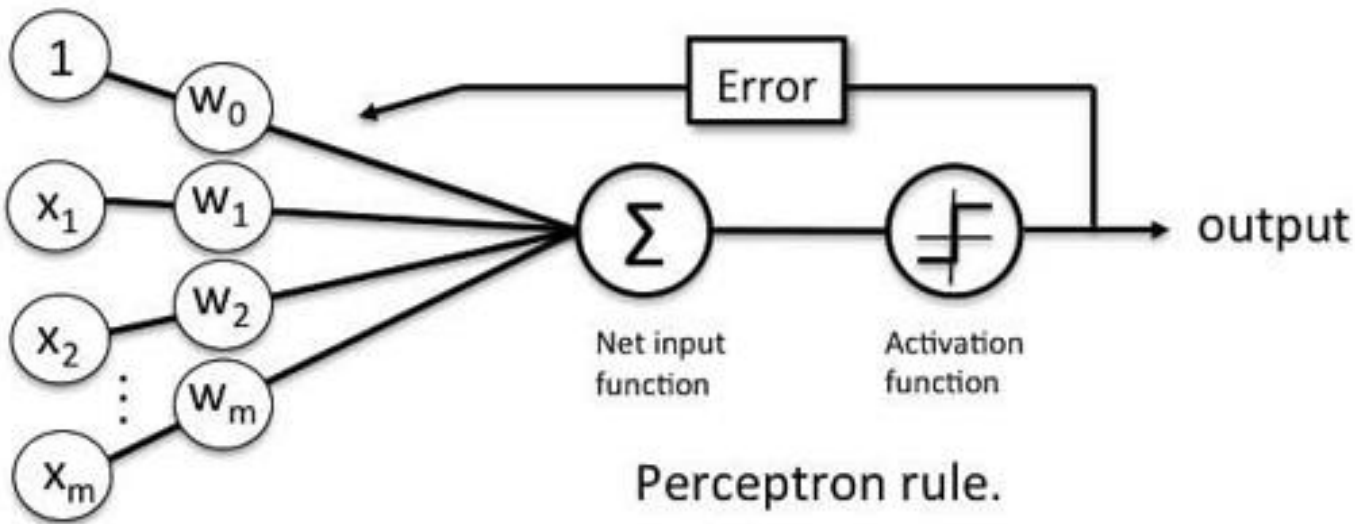 1
w₀
Error
x₁
w₁
Σ
output
x₂
w₂
⋮
Net input
function
Activation
function
xₘ
wₘ
Perceptron rule.